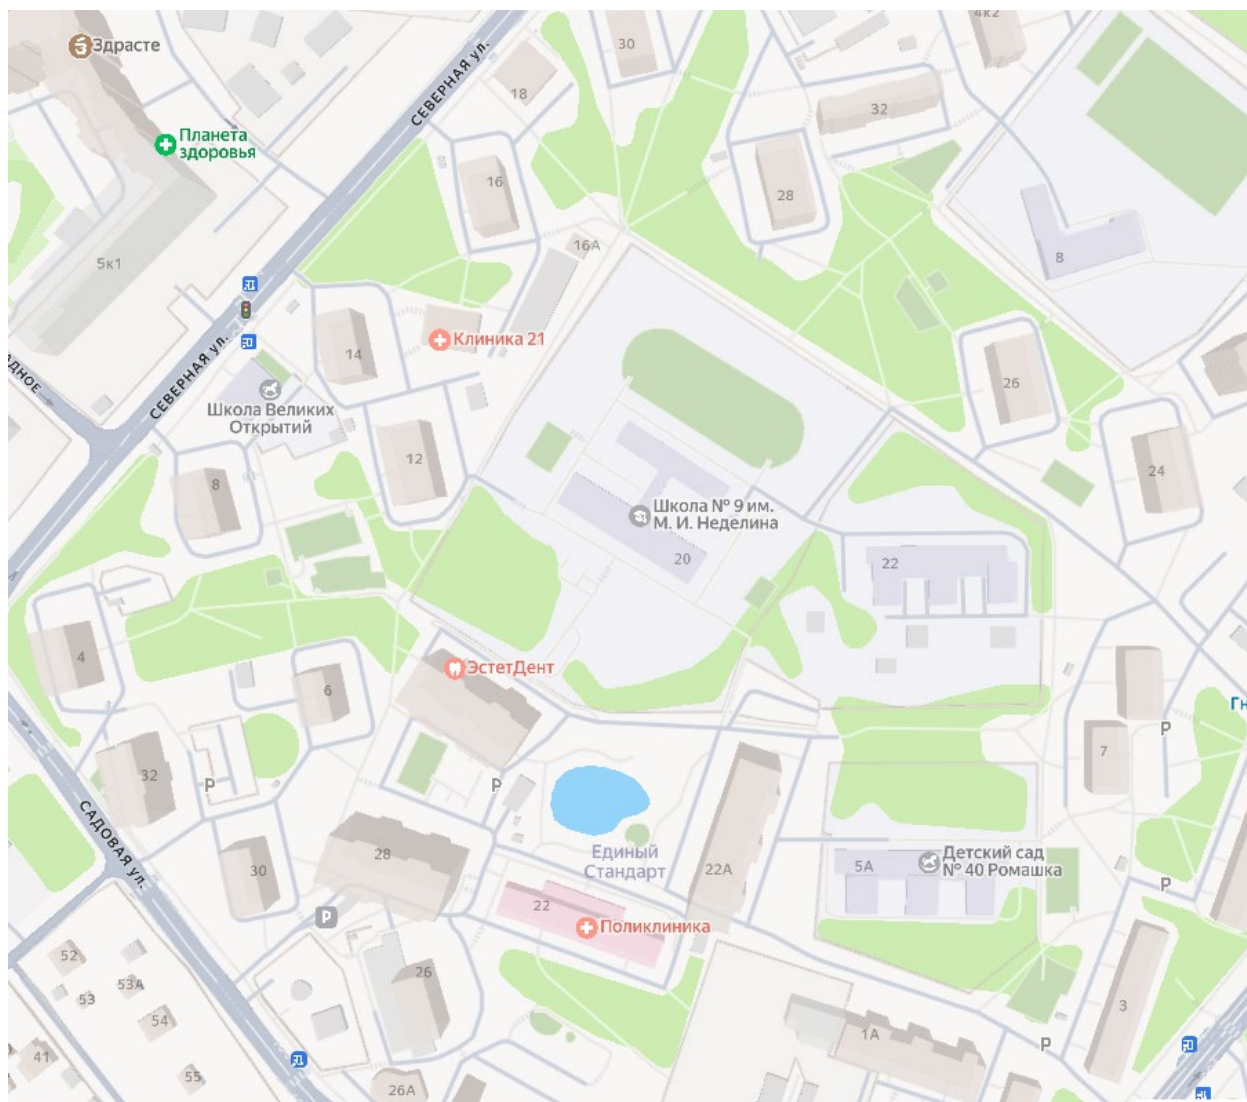 4к2
30
Здрасте
СЕВЕРНАЯ УЛ.
18
32
Планета
здоровья
16
28
16А
5к1
8
14
Клиника 21
СЕВЕРНАЯ УЛ.
ДНОЕ
26
Школа Великих
Открытий
12
24
8
Школа № 9 им.
М. И. Неделина
20
22
4
6
ЭстетДент
Гн
P
7
32
P
P
САДОВАЯ УЛ.
28
Единый
Стандарт
30
22А
5А
Детский сад
№ 40 Ромашка
P
22
P
Поликлиника
52
53А
53
54
26
3
1А
P
41
55
26А